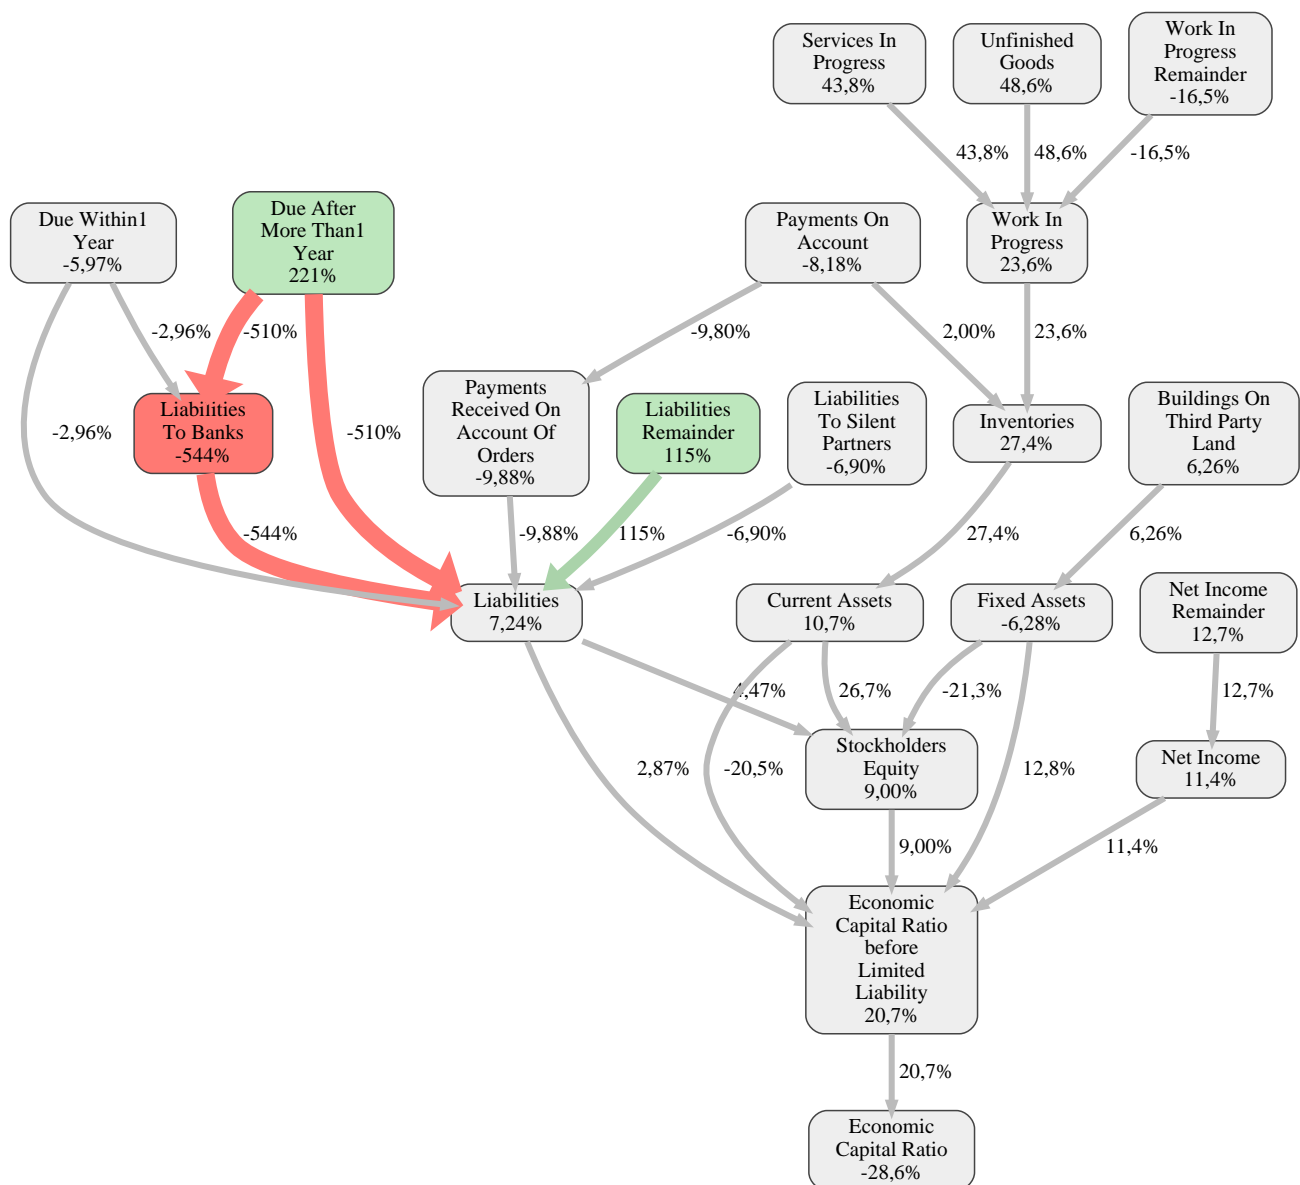 Services In
Progress
43,8%
Unfinished
Goods
48,6%
Work In
Progress
Remainder
-16,5%
43,8%
48,6%
-16,5%
Due Within1
Year
-5,97%
Due After
More Than1
Year
221%
Payments On
Account
-8,18%
Work In
Progress
23,6%
-2,96%
-510%
-9,80%
2,00%
23,6%
-2,96%
Liabilities
To Banks
-544%
-510%
Payments
Received On
Account Of
Orders
-9,88%
Liabilities
Remainder
115%
Liabilities
To Silent
Partners
-6,90%
Inventories
27,4%
Buildings On
Third Party
Land
6,26%
-544%
-9,88%
115%
-6,90%
27,4%
6,26%
Liabilities
7,24%
Current Assets
10,7%
Fixed Assets
-6,28%
Net Income
Remainder
12,7%
4,47%
26,7%
-21,3%
12,7%
2,87%
-20,5%
Stockholders
Equity
9,00%
12,8%
Net Income
11,4%
9,00%
11,4%
Economic
Capital Ratio
before
Limited
Liability
20,7%
20,7%
Economic
Capital Ratio
-28,6%